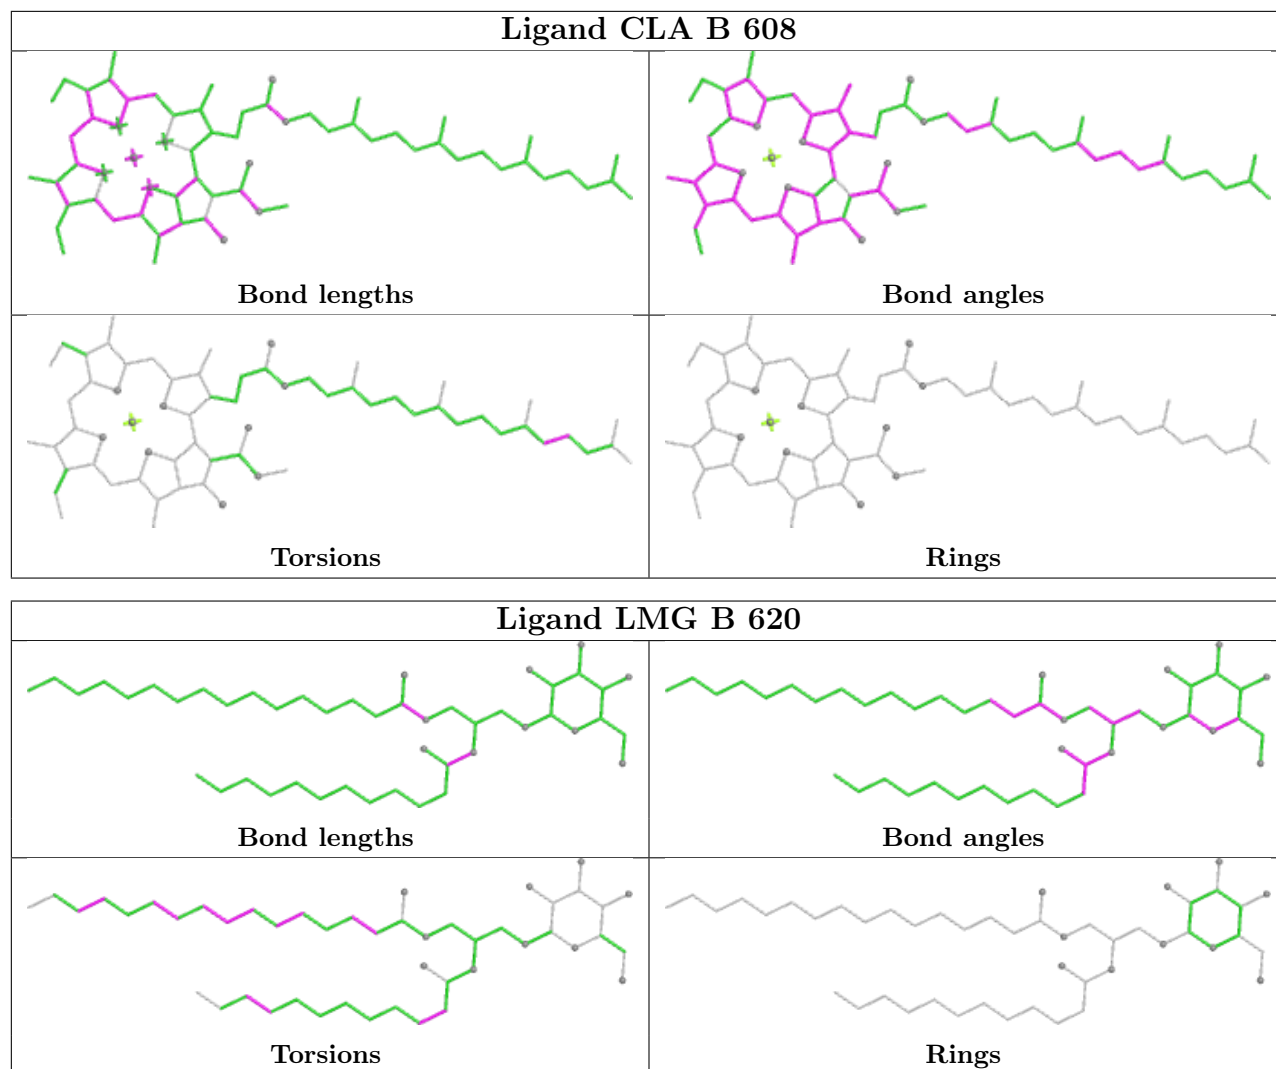 Ligand CLA B 608
Bond lengths
Bond angles
Torsions
Rings
Ligand LMG B 620
Bond lengths
Bond angles
Torsions
Rings